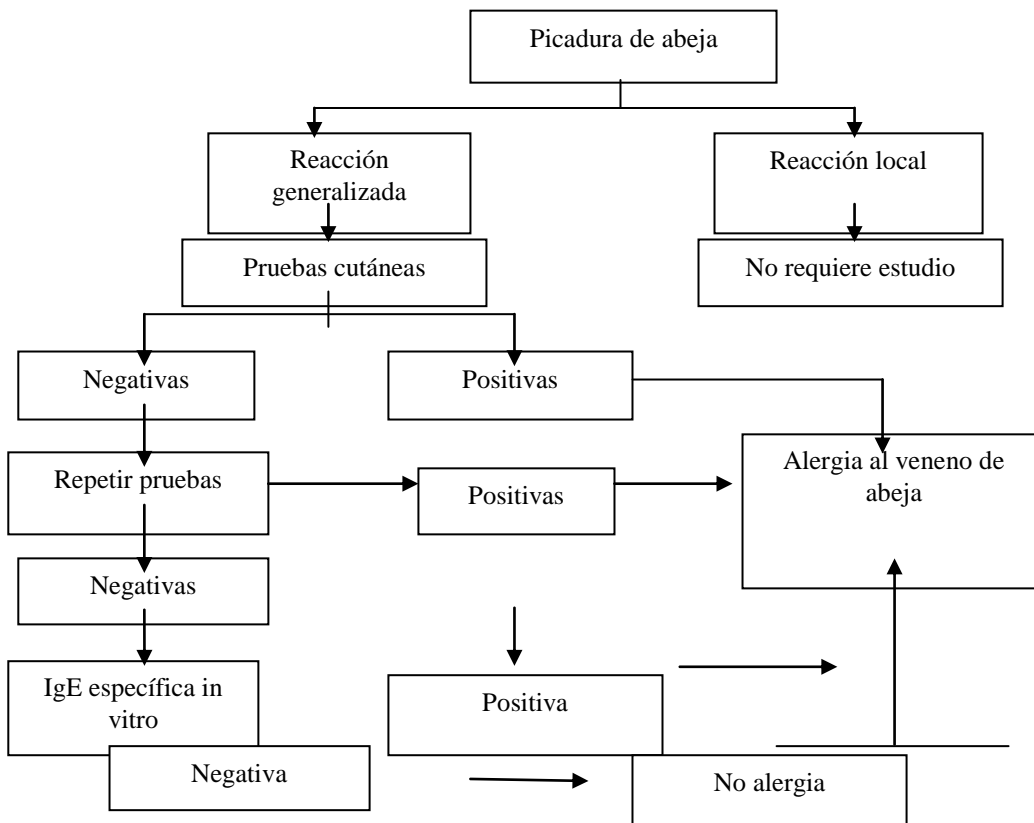 Picadura de abeja
Reacción
generalizada
Reacción local
Pruebas cutáneas
No requiere estudio
Negativas
Positivas
Repetir pruebas
Positivas
Alergia al veneno de
abeja
Negativas
IgE específica in
vitro
Positiva
Negativa
No alergia